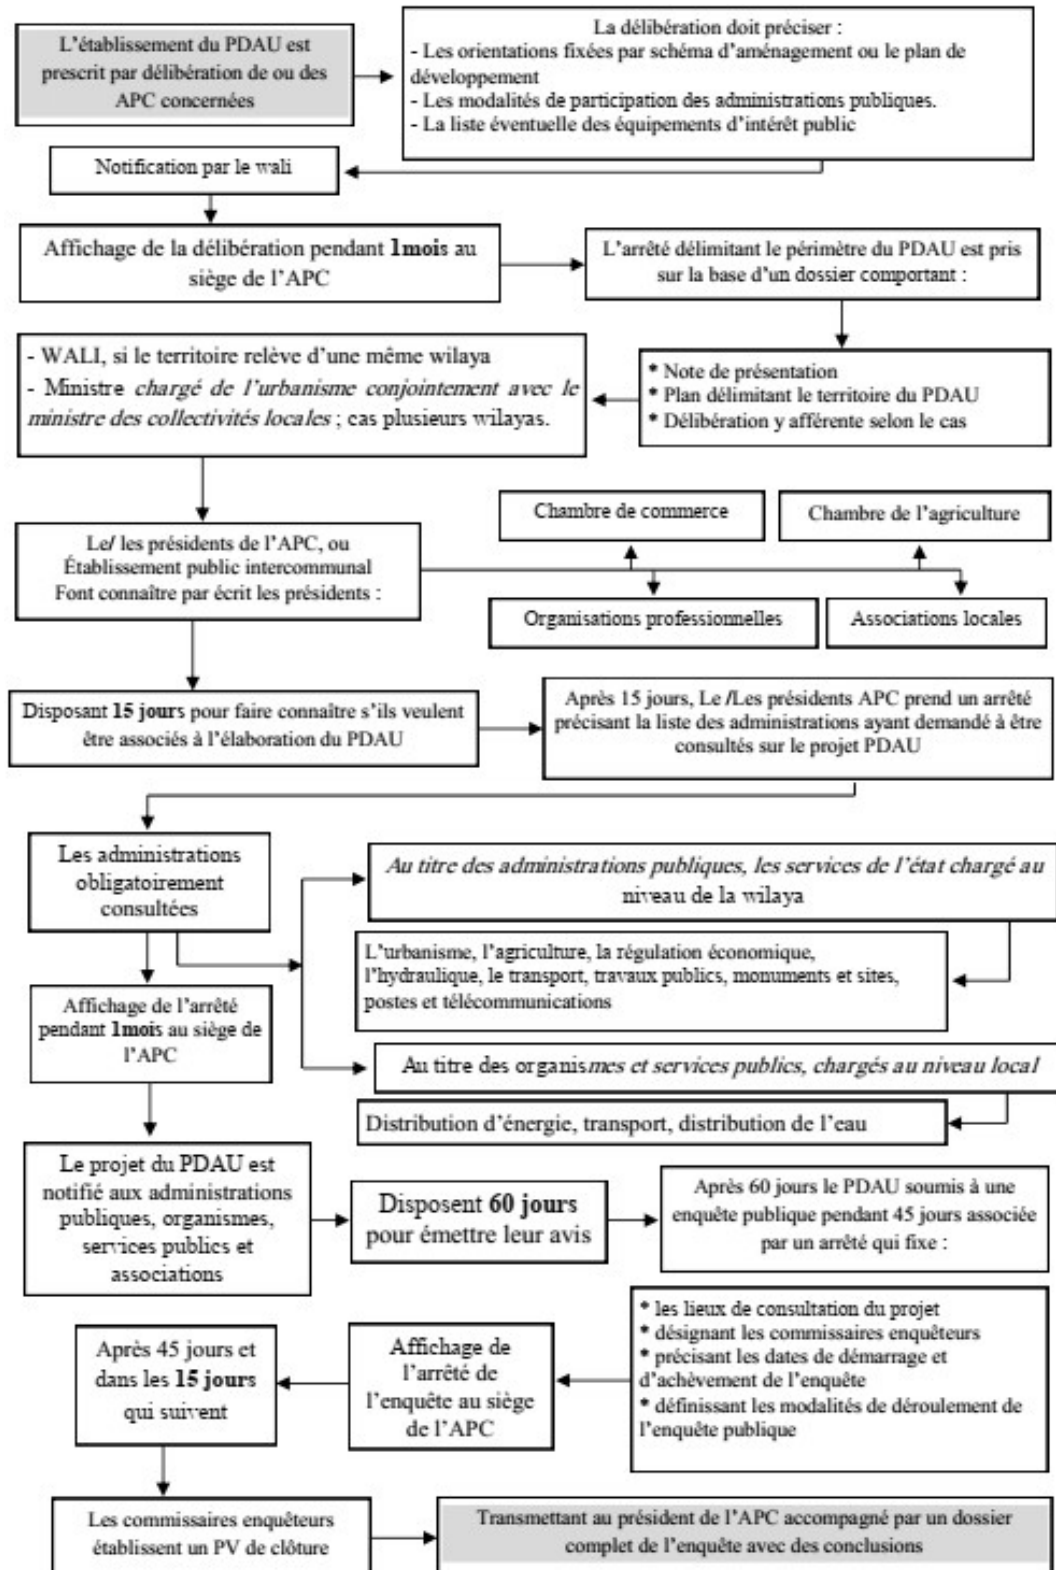 L'établissement du PDAU est
prescrit par délibération de ou des
APC concernées
La délibération doit préciser :
- Les orientations fixées par schéma d'aménagement ou le plan de
développement
- Les modalités de participation des administrations publiques.
- La liste éventuelle des équipements d'intérêt public
Notification par le wali
Affichage de la délibération pendant 1mois au
siège de l'APC
L'arrêté délimitant le périmètre du PDAU est pris
sur la base d'un dossier comportant :
- WALI, si le territoire relève d'une même wilaya
- Ministre chargé de l'urbanisme conjointement avec le
ministre des collectivités locales ; cas plusieurs wilayas.
* Note de présentation
* Plan délimitant le territoire du PDAU
* Délibération y afférente selon le cas
Chambre de commerce
Chambre de l'agriculture
Le/ les présidents de l'APC, ou
Établissement public intercommunal
Font connaître par écrit les présidents :
Organisations professionnelles
Associations locales
Disposant 15 jours pour faire connaître s'ils veulent
être associés à l'élaboration du PDAU
Après 15 jours, Le /Les présidents APC prend un arrêté
précisant la liste des administrations ayant demandé à être
consultés sur le projet PDAU
Les administrations
obligatoirement
consultées
Au titre des administrations publiques, les services de l'état chargé au
niveau de la wilaya
L'urbanisme, l'agriculture, la régulation économique,
l'hydraulique, le transport, travaux publics, monuments et sites,
postes et télécommunications
Affichage de l'arrêté
pendant 1mois au siège de
l'APC
Au titre des organismes et services publics, chargés au niveau local
Distribution d'énergie, transport, distribution de l'eau
Le projet du PDAU est
notifié aux administrations
publiques, organismes,
services publics et
associations
Disposent 60 jours
pour émettre leur avis
Après 60 jours le PDAU soumis à une
enquête publique pendant 45 jours associée
par un arrêté qui fixe :
* les lieux de consultation du projet
* désignant les commissaires enquêteurs
* précisant les dates de démarrage et
d'achèvement de l'enquête
* définissant les modalités de déroulement de
l'enquête publique
Affichage de
l'arrêté de
l'enquête au siège
de l'APC
Après 45 jours et
dans les 15 jours
qui suivent
Les commissaires enquêteurs
établissent un PV de clôture
Transmettant au président de l'APC accompagné par un dossier
complet de l'enquête avec des conclusions